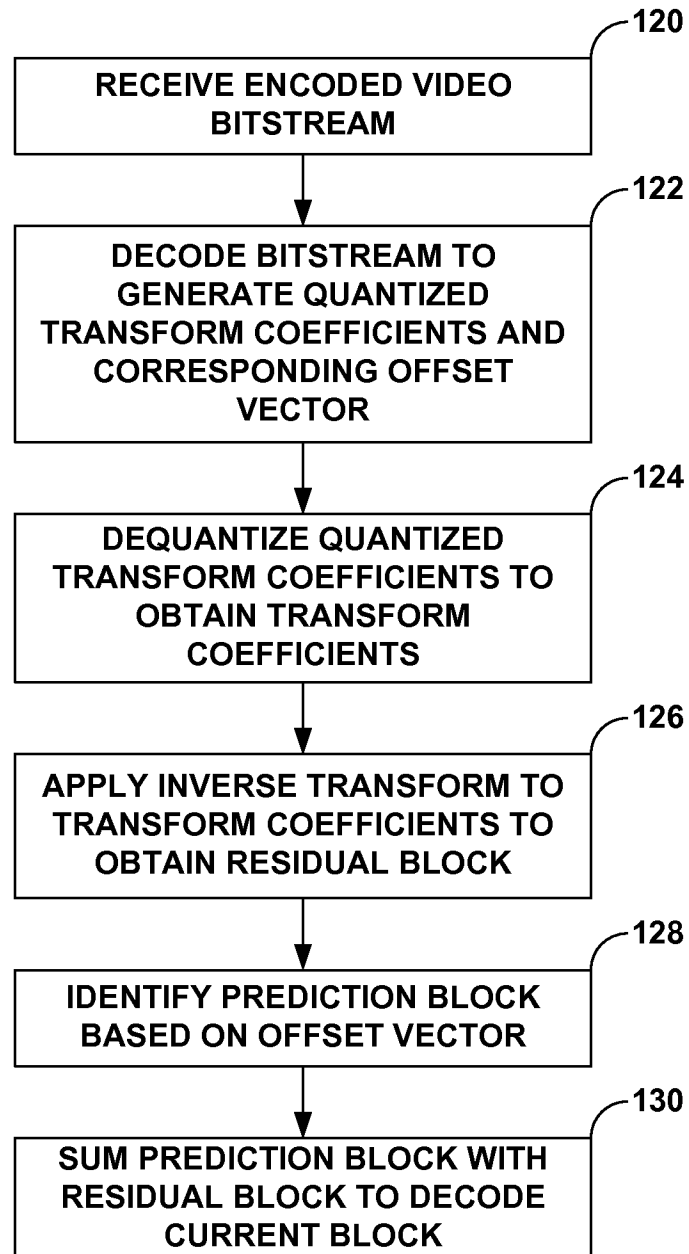 120
RECEIVE ENCODED VIDEO
BITSTREAM
122
DECODE BITSTREAM TO
GENERATE QUANTIZED
TRANSFORM COEFFICIENTS AND
CORRESPONDING OFFSET
VECTOR
124
DEQUANTIZE QUANTIZED
TRANSFORM COEFFICIENTS TO
OBTAIN TRANSFORM
COEFFICIENTS
126
APPLY INVERSE TRANSFORM TO
TRANSFORM COEFFICIENTS TO
OBTAIN RESIDUAL BLOCK
128
IDENTIFY PREDICTION BLOCK
BASED ON OFFSET VECTOR
130
SUM PREDICTION BLOCK WITH
RESIDUAL BLOCK TO DECODE
CURRENT BLOCK